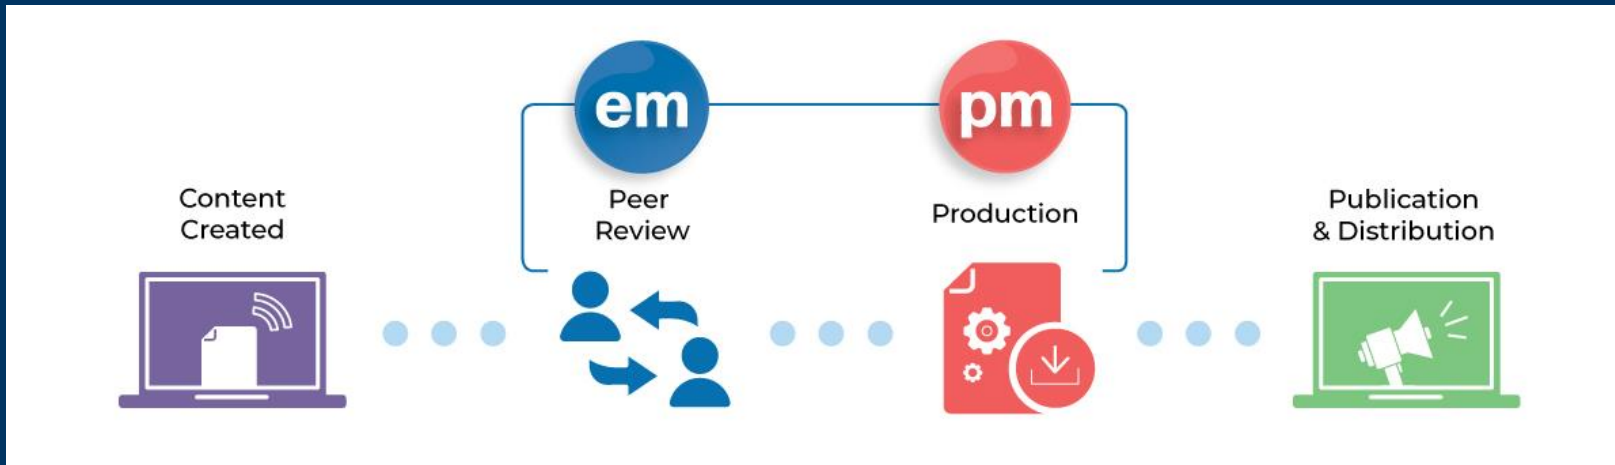 em
pm
Content
Created
Peer
Review
Production
Publication
& Distribution